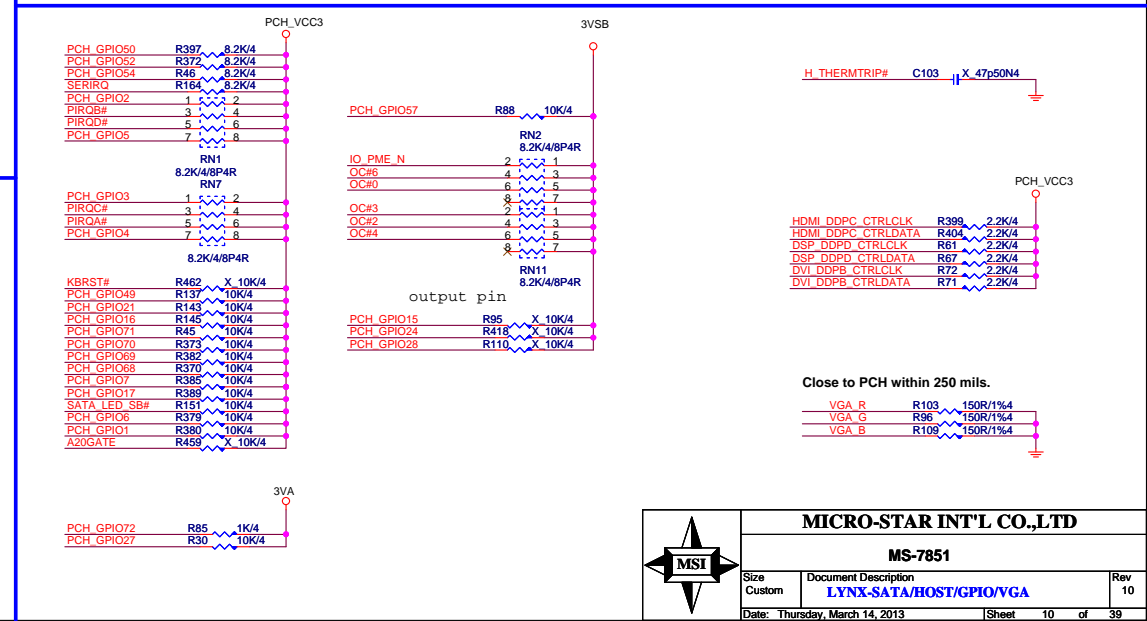 PCH_VCC3
PCH_GPIO50 R397 8.2K/4
PCH_GPIO52 R372 8.2K/4
PCH_GPIO54 R46 8.2K/4
SERIRQ R164 8.2K/4
PCH_GPIO2 1 2
PIRQB# 3 4
PIRQD# 5 6
PCH_GPIO5 7 8
RN1
8.2K/4/8P4R
RN7
PCH_GPIO3 1 2
PIRQC# 3 4
PIRQA# 5 6
PCH_GPIO4 7 8
8.2K/4/8P4R
KBRST# R462 X_10K/4
PCH_GPIO49 R137 10K/4
PCH_GPIO21 R143 10K/4
PCH_GPIO16 R145 10K/4
PCH_GPIO71 R45 10K/4
PCH_GPIO70 R373 10K/4
PCH_GPIO69 R382 10K/4
PCH_GPIO68 R370 10K/4
PCH_GPIO7 R385 10K/4
PCH_GPIO17 R389 10K/4
SATA_LED_SB# R151 10K/4
PCH_GPIO6 R379 10K/4
PCH_GPIO1 R380 10K/4
A20GATE R459 X_10K/4
3VA
PCH_GPIO72 R85 1K/4
PCH_GPIO27 R30 10K/4
3VSB
PCH_GPIO57 R88 10K/4
RN2
8.2K/4/8P4R
IO_PME_N 2 1
OC#6 4 3
OC#0 6 5
8 7
OC#3 2 1
OC#2 4 3
OC#4 6 5
8 7
RN11
8.2K/4/8P4R
output pin
PCH_GPIO15 R95 X_10K/4
PCH_GPIO24 R418 X_10K/4
PCH_GPIO28 R110 X_10K/4
H_THERMTRIP# C103 X_47p50N4
PCH_VCC3
HDMI_DDPC_CTRLCLK R399 2.2K/4
HDMI_DDPC_CTRLDATA R404 2.2K/4
DSP_DDPD_CTRLCLK R61 2.2K/4
DSP_DDPD_CTRLDATA R67 2.2K/4
DVI_DDPB_CTRLCLK R72 2.2K/4
DVI_DDPB_CTRLDATA R71 2.2K/4
Close to PCH within 250 mils.
VGA_R R103 150R/1%4
VGA_G R96 150R/1%4
VGA_B R109 150R/1%4
MSI
MICRO-STAR INT'L CO.,LTD
MS-7851
Size Document Description Rev
Custom LYNX-SATA/HOST/GPIO/VGA 10
Date: Thursday, March 14, 2013 Sheet 10 of 39